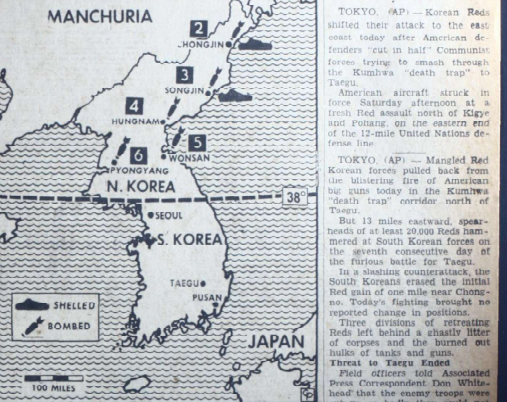 MANCHURIA
2
CHONGJIN
3
SONGJIN
4
HUNGNAM
5
WONSAN
6
PYONGYANG
N. KOREA
38°
SEOUL
S. KOREA
TAEGU
PUSAN
SHELLED
BOMBED
JAPAN
100 MILES
TOKYO, (AP) — Korean Reds
shifted their attack to the east
coast today after American de-
fenders "cut in half" Communist
forces trying to smash through
the Kumhwa "death trap" to
Taegu.
American aircraft struck in
force Saturday afternoon at a
fresh Red assault north of Kigye
and Pohang, on the eastern end
of the 12-mile United Nations de-
fense line.
TOKYO, (AP) — Mangled Red
Korean forces pulled back from
the blistering fire of American
big guns today in the Kumhwa
"death trap" corridor north of
Taegu.
But 13 miles eastward, spear-
heads of at least 20,000 Reds ham-
mered at South Korean forces on
the seventh consecutive day of
the furious battle for Taegu.
In a slashing counterattack, the
South Koreans erased the initial
Red gain of one mile near Chong-
no. Today's fighting brought no
reported change in positions.
Three divisions of retreating
Reds left behind a ghastly litter
of corpses and the burned out
hulks of tanks and guns.
Threat to Taegu Ended
Field officers told Associated
Press Correspondent Don White-
head that the enemy troops were